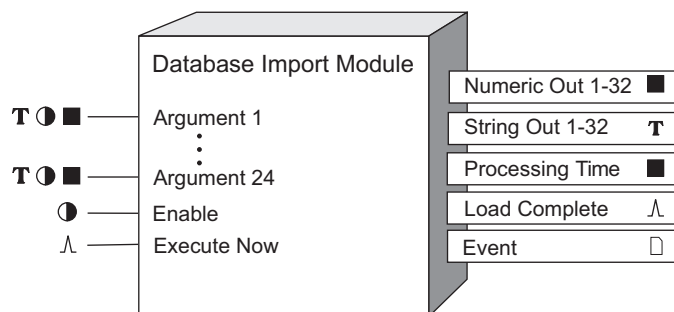 Database Import Module
T Argument 1
T Argument 24
Enable
Execute Now
Numeric Out 1-32
String Out 1-32 T
Processing Time
Load Complete
Event